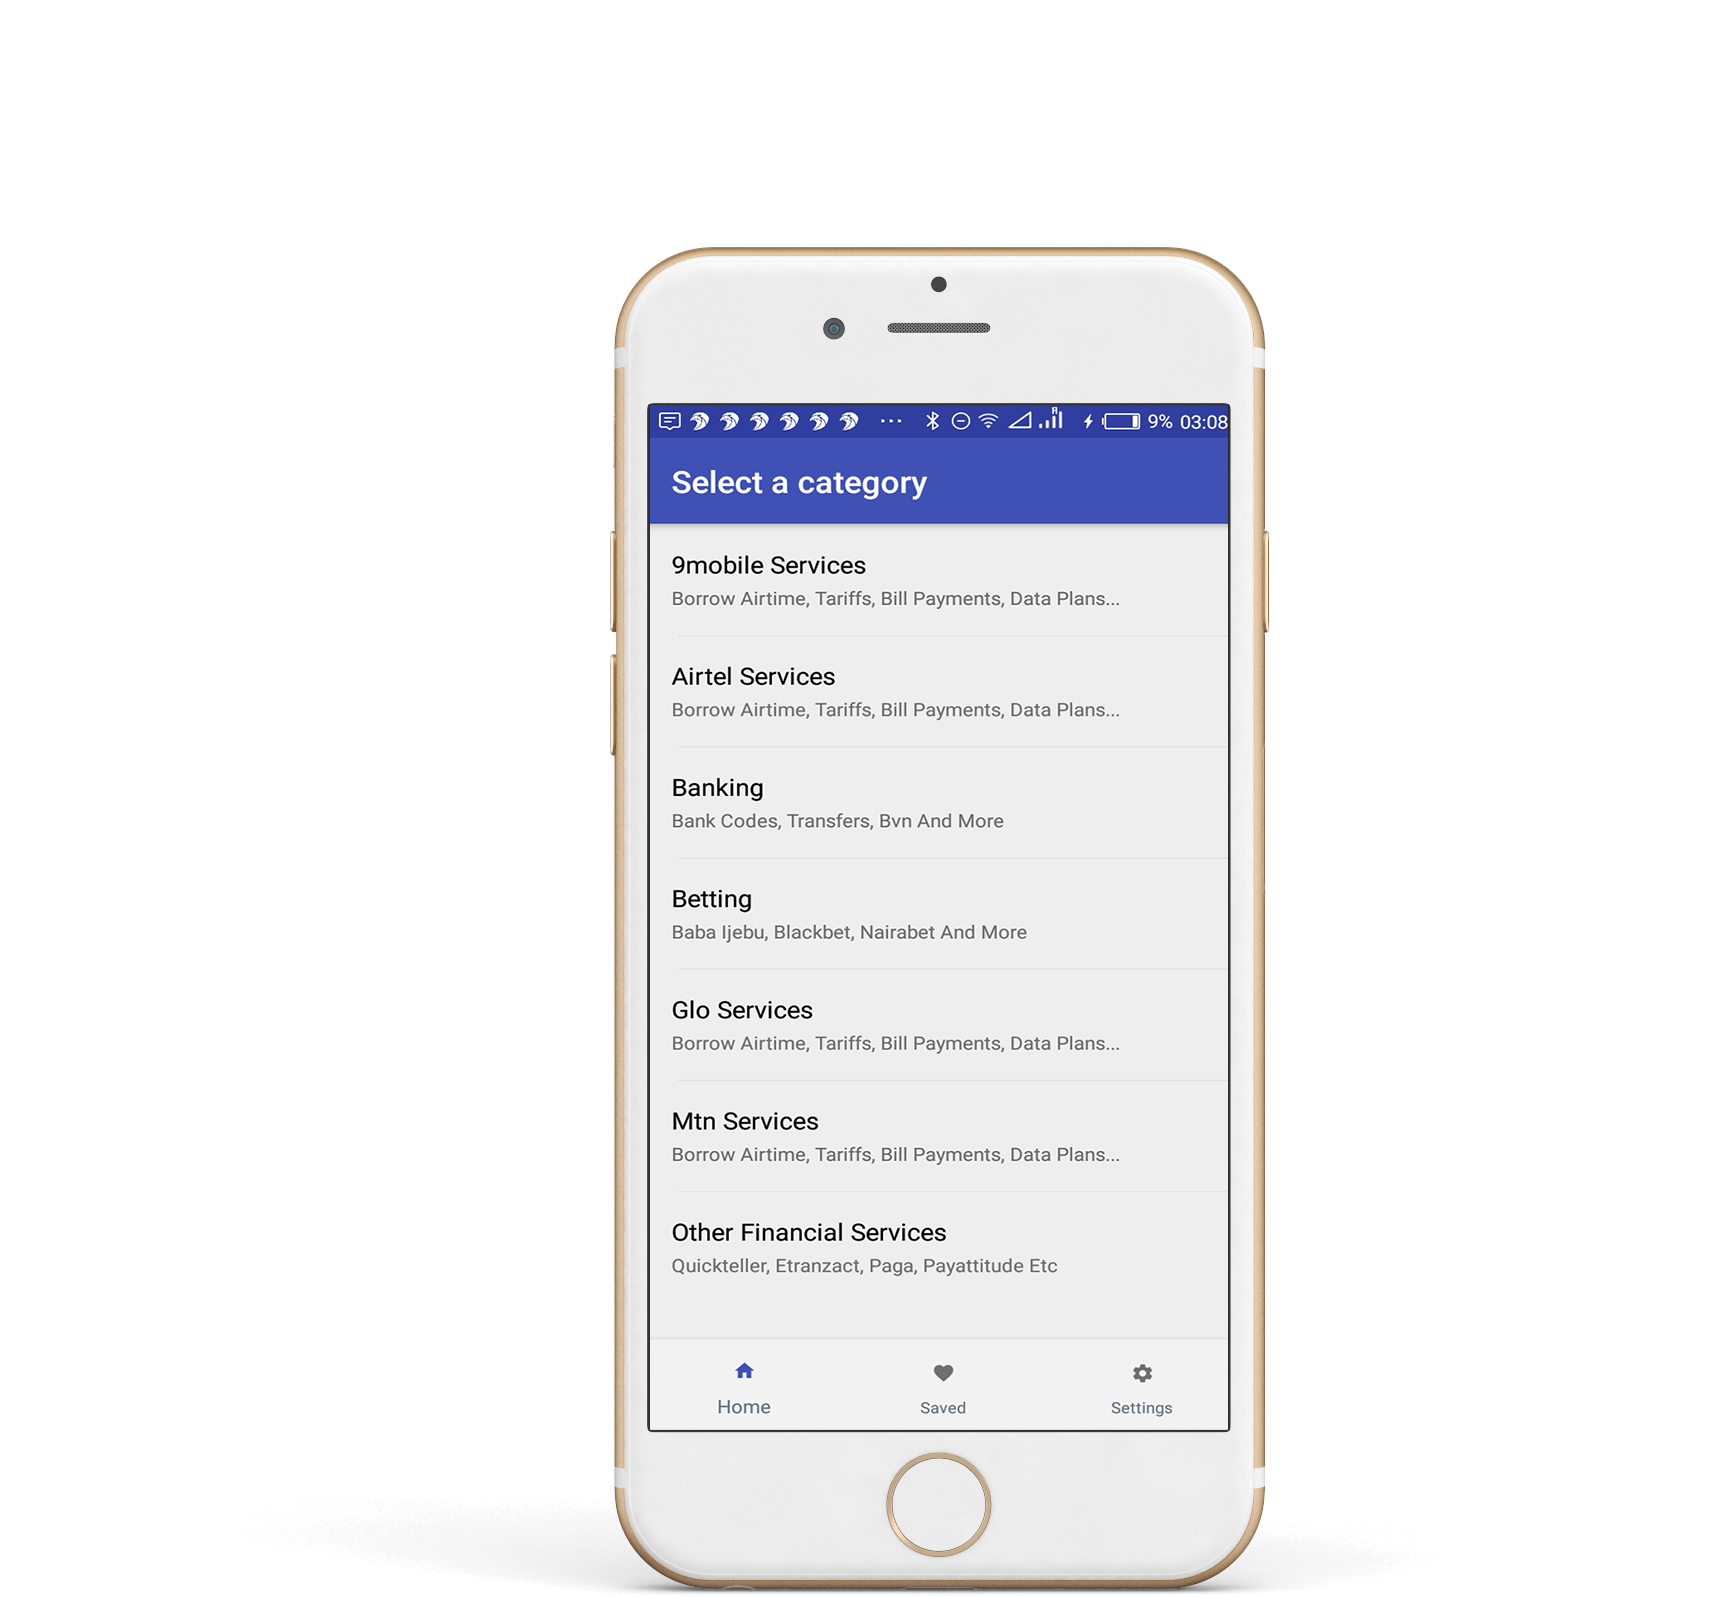 9% 03:08
Select a category
9mobile Services
Borrow Airtime, Tariffs, Bill Payments, Data Plans...
Airtel Services
Borrow Airtime, Tariffs, Bill Payments, Data Plans...
Banking
Bank Codes, Transfers, Bvn And More
Betting
Baba Ijebu, Blackbet, Nairabet And More
Glo Services
Borrow Airtime, Tariffs, Bill Payments, Data Plans...
Mtn Services
Borrow Airtime, Tariffs, Bill Payments, Data Plans...
Other Financial Services
Quickteller, Etranzact, Paga, Payattitude Etc
Home Saved Settings